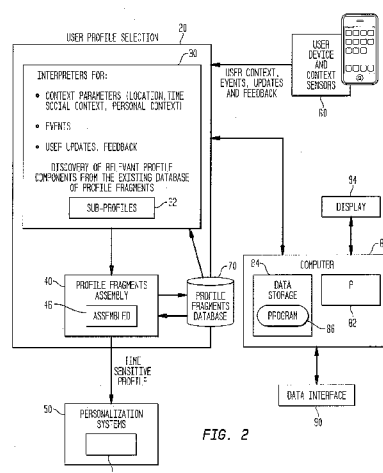 USER PROFILE SELECTION
20
30
INTERPRETERS FOR:
• CONTEXT PARAMETERS (LOCATION, TIME
SOCIAL CONTEXT, PERSONAL CONTEXT)
• EVENTS
• USER UPDATES, FEEDBACK
DISCOVERY OF RELEVANT PROFILE
COMPONENTS FROM THE EXISTING DATABASE
OF PROFILE FRAGMENTS
SUB-PROFILES
32
USER CONTEXT,
EVENTS, UPDATES
AND FEEDBACK
USER
DEVICE AND
CONTEXT
SENSORS
60
94
DISPLAY
COMPUTER
84
DATA
STORAGE
PROGRAM
86
P
82
DATA INTERFACE
90
40
PROFILE FRAGMENTS
ASSEMBLY
46
ASSEMBLED
70
PROFILE
FRAGMENTS
DATABASE
TIME
SENSITIVE
PROFILE
50
PERSONALIZATION
SYSTEMS
FIG. 2